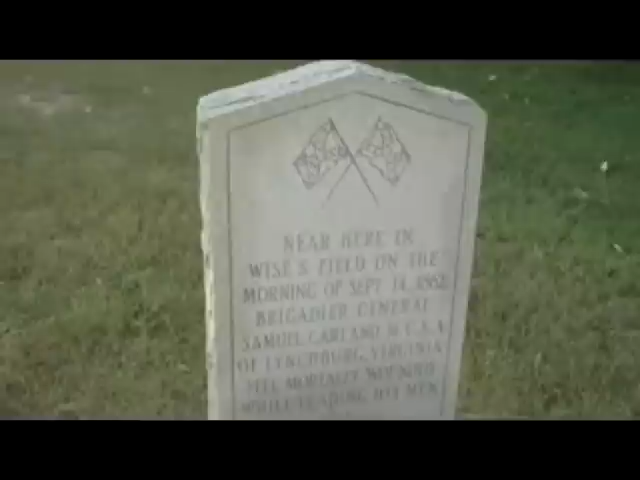 NEAR HERE IN
WISE'S FIELD ON THE
MORNING OF SEPT. 14, 1862
BRIGADIER GENERAL
SAMUEL GARLAND JR. C.S.A.
OF LYNCHBURG, VIRGINIA
FELL MORTALLY WOUNDED
WHILE LEADING HIS MEN